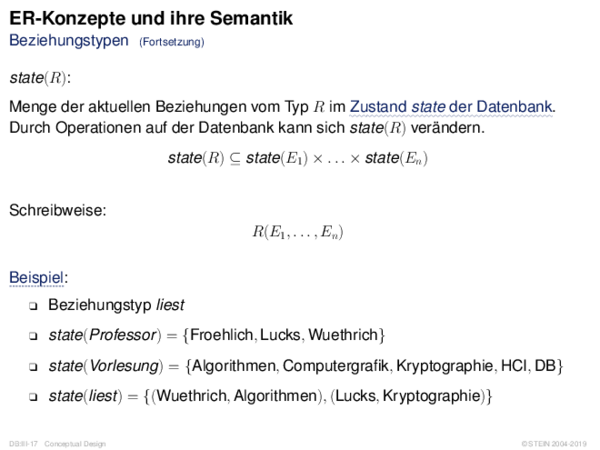 ER-Konzepte und ihre Semantik
Beziehungstypen (Fortsetzung)
state(R):
Menge der aktuellen Beziehungen vom Typ R im Zustand state der Datenbank.
Durch Operationen auf der Datenbank kann sich state(R) verändern.
state(R) ⊆ state(E₁) × … × state(Eₙ)
Schreibweise:
R(E₁, …, Eₙ)
Beispiel:
❑ Beziehungstyp liest
❑ state(Professor) = {Froehlich, Lucks, Wuethrich}
❑ state(Vorlesung) = {Algorithmen, Computergrafik, Kryptographie, HCI, DB}
❑ state(liest) = {(Wuethrich, Algorithmen), (Lucks, Kryptographie)}
DB:III-17 Conceptual Design © STEIN 2004-2019